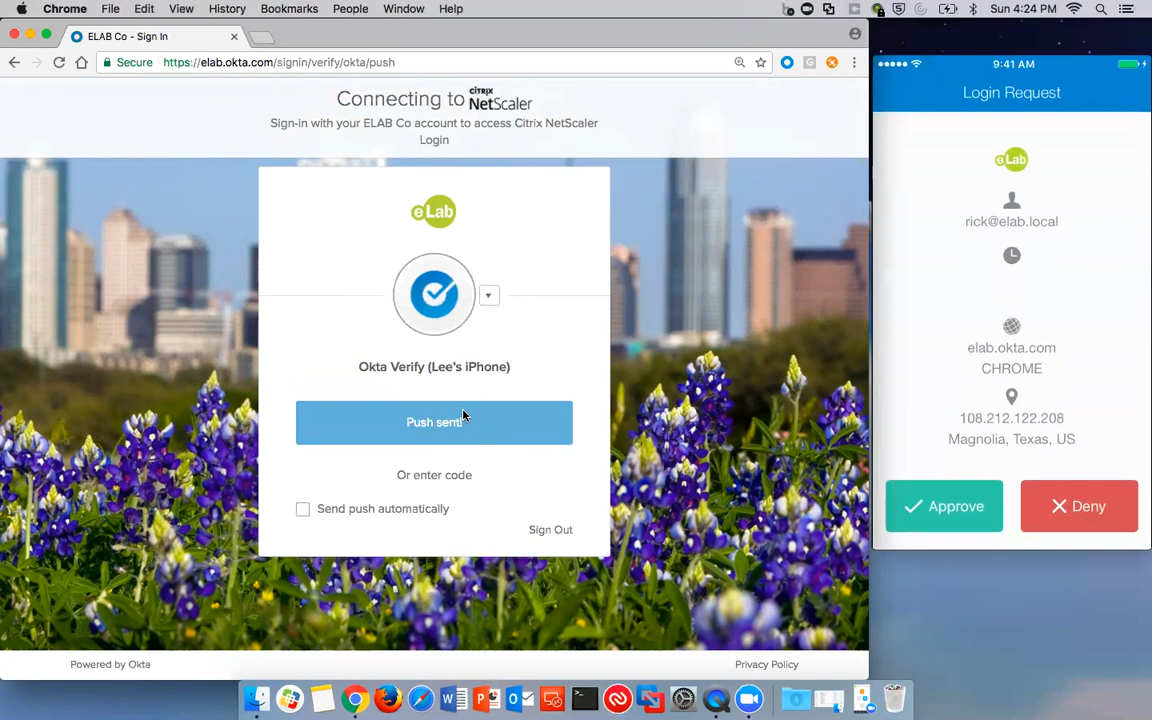 Chrome File Edit View History Bookmarks People Window Help
Sun 4:24 PM
ELAB Co - Sign In
Secure https://elab.okta.com/signin/verify/okta/push
Connecting to CITRIX NetScaler
Sign-in with your ELAB Co account to access Citrix NetScaler
Login
eLab
Okta Verify (Lee's iPhone)
Push sent!
Or enter code
Send push automatically
Sign Out
Powered by Okta
Privacy Policy
9:41 AM
Login Request
eLab
rick@elab.local
elab.okta.com
CHROME
108.212.122.208
Magnolia, Texas, US
Approve
Deny